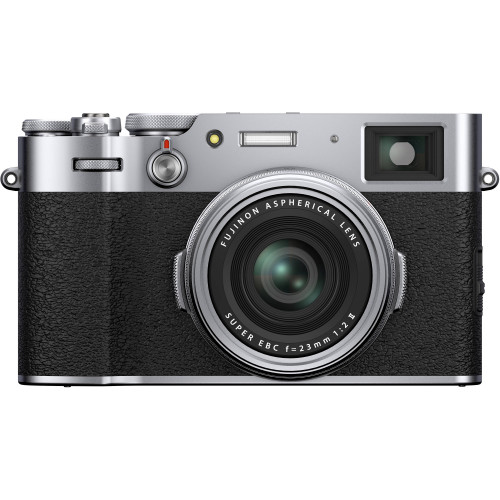 FUJINON ASPHERICAL LENS
SUPER EBC f=23mm 1:2 Ⅱ